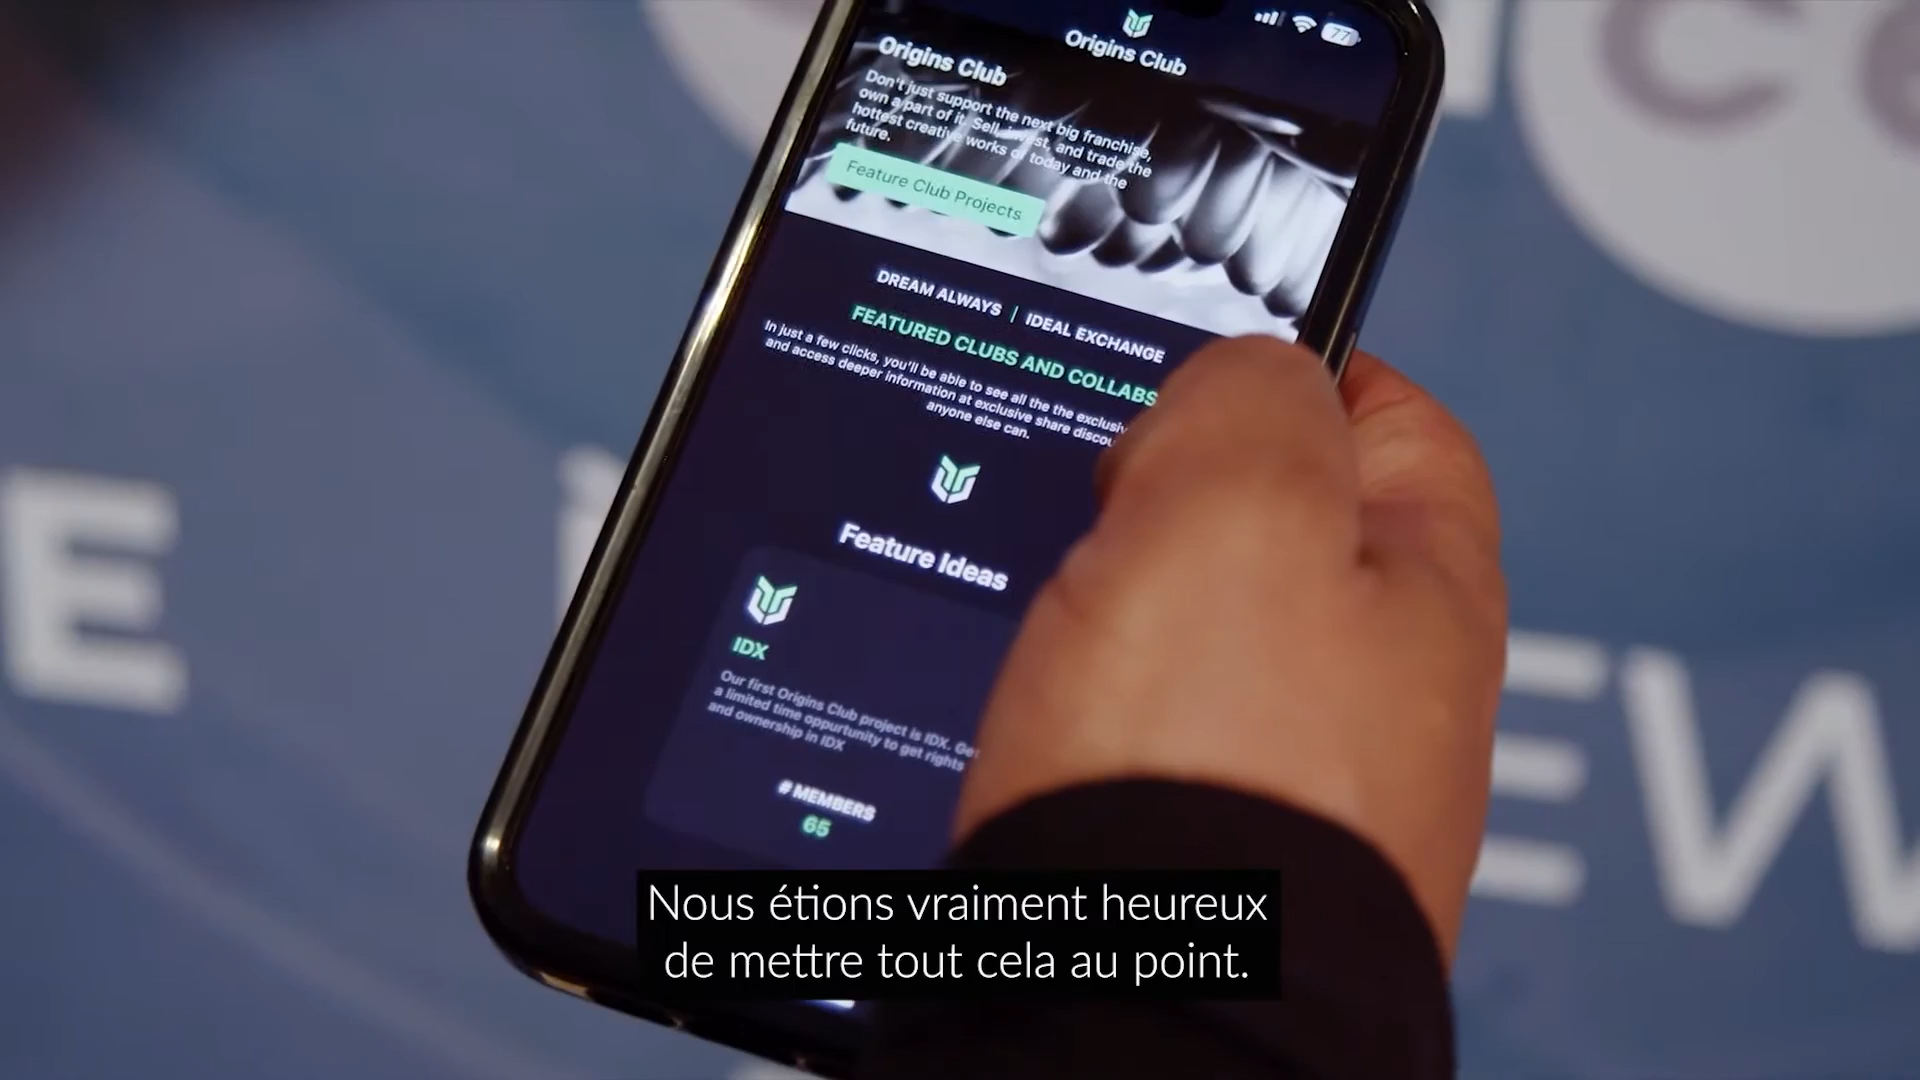 77
Origins Club
Origins Club
Don't just support the next big franchise,
own a part of it. Sell, and trade the
hottest creative works of today and the
future.
Feature Club Projects
DREAM ALWAYS | IDEAL EXCHANGE
FEATURED CLUBS AND COLLABS
In just a few clicks, you'll be able to see all the the
and access deeper information at exclusive share
anyone else can.
Feature Ideas
IDX
Our first Origins Club project is IDX. Get
a limited time oppurtunity to get rights
and ownership in IDX
# MEMBERS
65
E
EW
Nous étions vraiment heureux
de mettre tout cela au point.